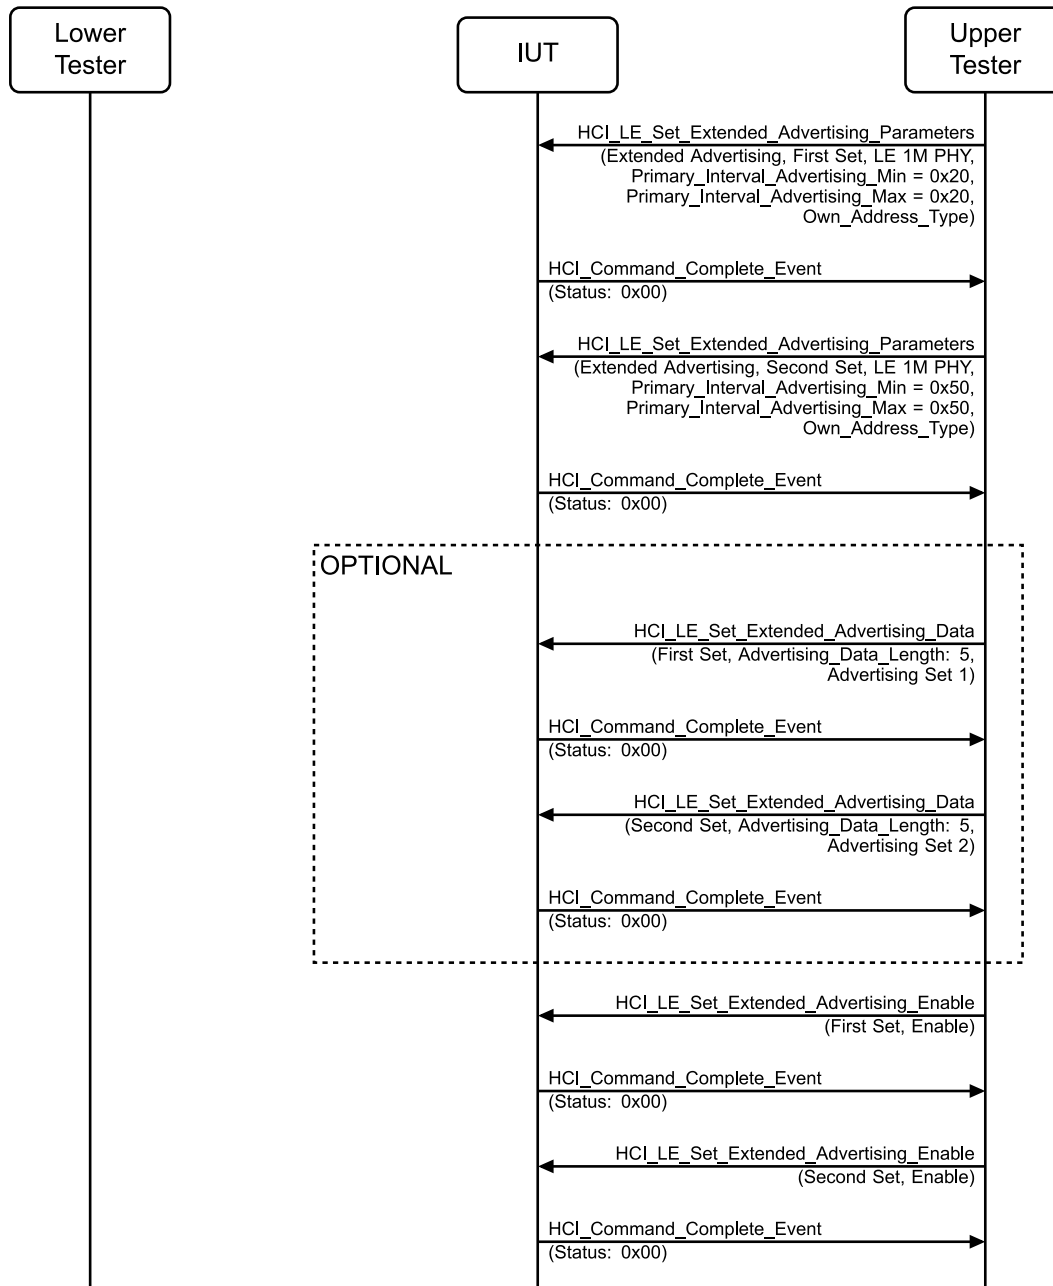 Lower
Tester
IUT
Upper
Tester
HCI_LE_Set_Extended_Advertising_Parameters
(Extended Advertising, First Set, LE 1M PHY,
Primary_Interval_Advertising_Min = 0x20,
Primary_Interval_Advertising_Max = 0x20,
Own_Address_Type)
HCI_Command_Complete_Event
(Status: 0x00)
HCI_LE_Set_Extended_Advertising_Parameters
(Extended Advertising, Second Set, LE 1M PHY,
Primary_Interval_Advertising_Min = 0x50,
Primary_Interval_Advertising_Max = 0x50,
Own_Address_Type)
HCI_Command_Complete_Event
(Status: 0x00)
OPTIONAL
HCI_LE_Set_Extended_Advertising_Data
(First Set, Advertising_Data_Length: 5,
Advertising Set 1)
HCI_Command_Complete_Event
(Status: 0x00)
HCI_LE_Set_Extended_Advertising_Data
(Second Set, Advertising_Data_Length: 5,
Advertising Set 2)
HCI_Command_Complete_Event
(Status: 0x00)
HCI_LE_Set_Extended_Advertising_Enable
(First Set, Enable)
HCI_Command_Complete_Event
(Status: 0x00)
HCI_LE_Set_Extended_Advertising_Enable
(Second Set, Enable)
HCI_Command_Complete_Event
(Status: 0x00)